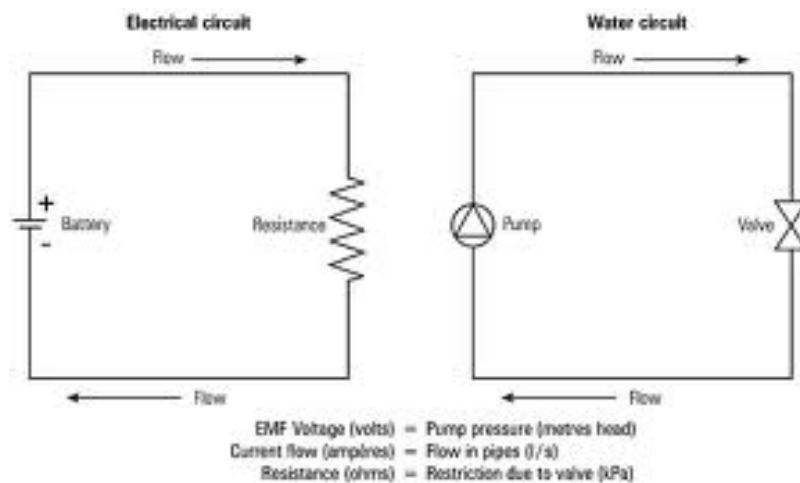 Electrical circuit
Water circuit
Flow
Flow
+
Battery
-
Resistance
Pump
Valve
Flow
Flow
EMF Voltage (volts) = Pump pressure (metres head)
Current flow (ampères) = Flow in pipes (l/s)
Resistance (ohms) = Restriction due to valve (kPa)